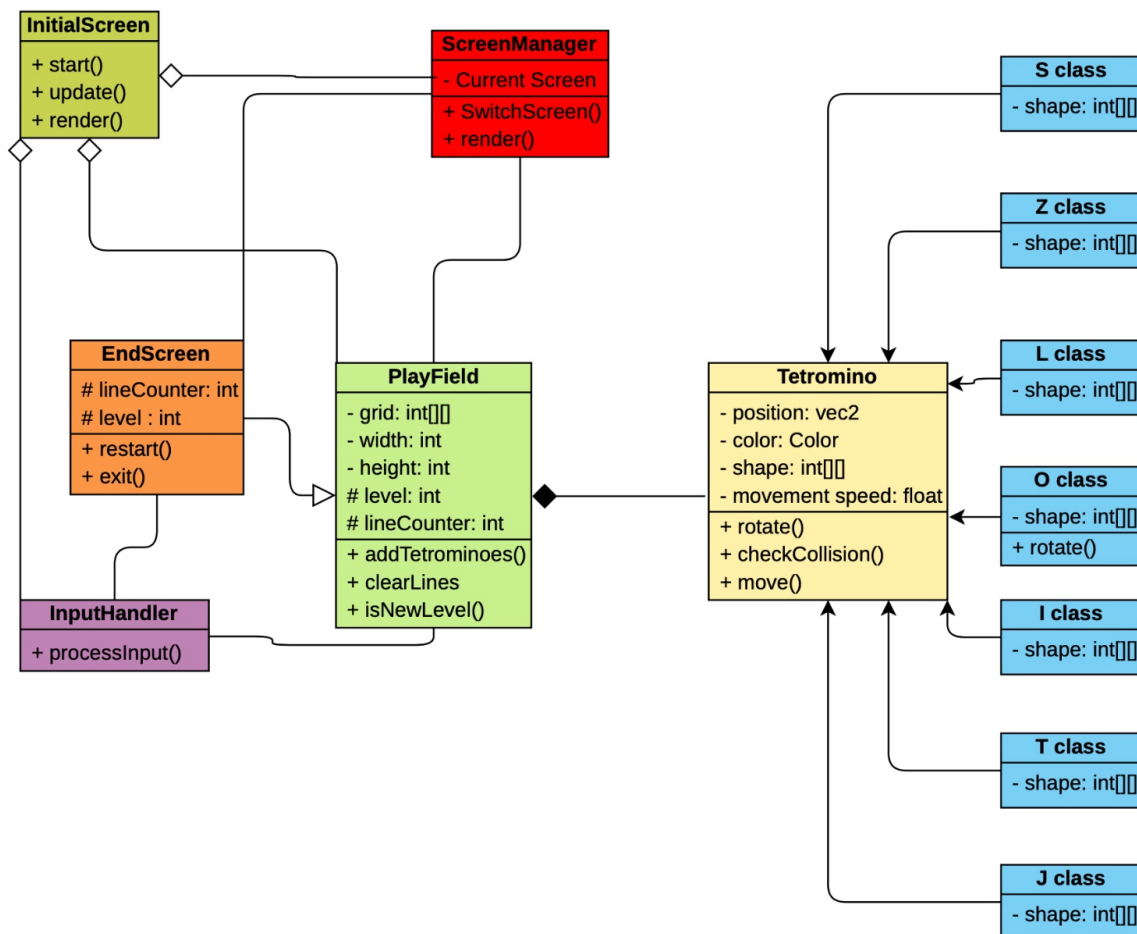 InitialScreen
+ start()
+ update()
+ render()
ScreenManager
- Current Screen
+ SwitchScreen()
+ render()
EndScreen
# lineCounter: int
# level : int
+ restart()
+ exit()
InputHandler
+ processInput()
PlayField
- grid: int[][]
- width: int
- height: int
# level: int
# lineCounter: int
+ addTetrominoes()
+ clearLines
+ isNewLevel()
Tetromino
- position: vec2
- color: Color
- shape: int[][]
- movement speed: float
+ rotate()
+ checkCollision()
+ move()
S class
- shape: int[][]
Z class
- shape: int[][]
L class
- shape: int[][]
O class
- shape: int[][]
+ rotate()
I class
- shape: int[][]
T class
- shape: int[][]
J class
- shape: int[][]